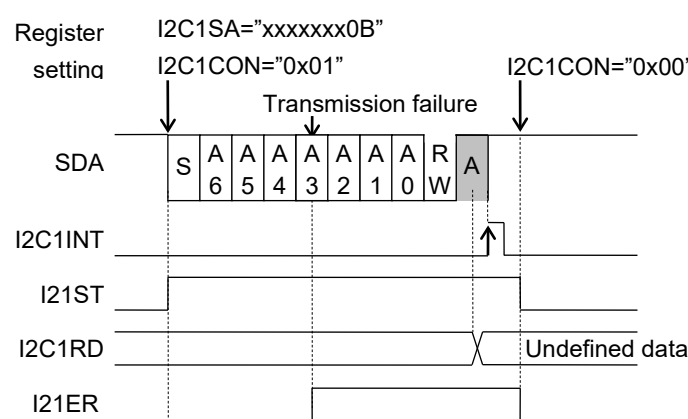 Register
setting
I2C1SA="xxxxxxx0B"
I2C1CON="0x01"
I2C1CON="0x00"
Transmission failure
SDA
S
A 6
A 5
A 4
A 3
A 2
A 1
A 0
R W
A
I2C1INT
I21ST
I2C1RD
Undefined data
I21ER